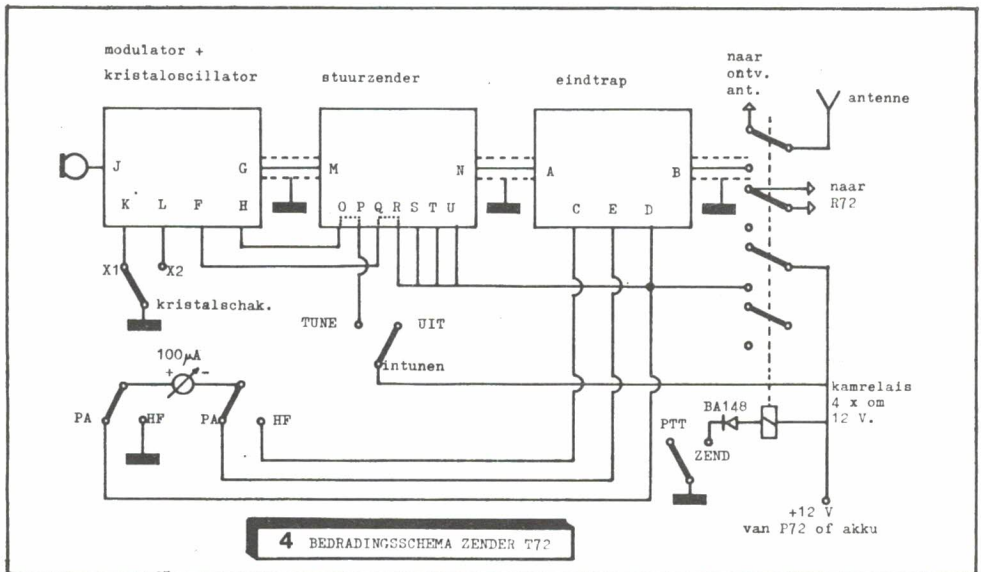 modulator +
kristaloscillator
stuurzender
eindtrap
naar
ontv.
ant.
antenne
J
G
M
N
A
B
naar
R72
K L F H
O P Q R S T U
C E D
X1
X2
kristalschak.
TUNE
UIT
intunen
100µA
+ -
PA
HF
PA
HF
kamrelais
4 x om
12 V.
BA148
PTT
ZEND
+12 V
van P72 of akku
4 BEDRADINGSSCHEMA ZENDER T72